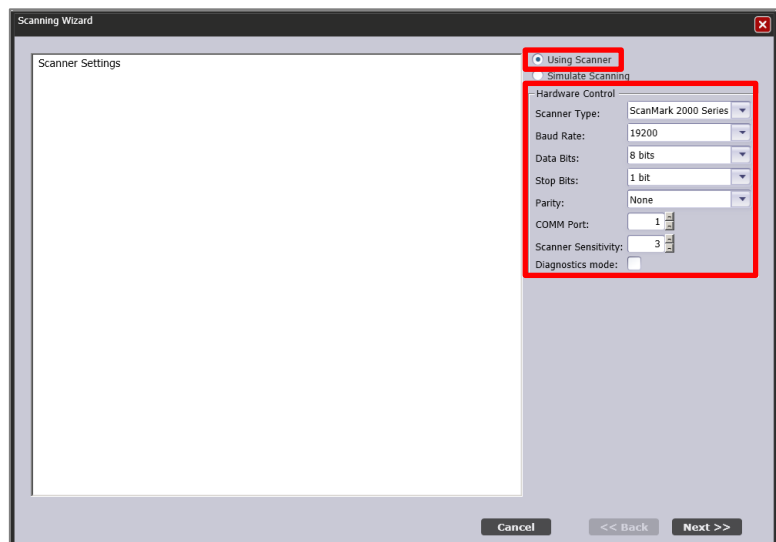 Scanning Wizard
Scanner Settings
Using Scanner
Simulate Scanning
Hardware Control
Scanner Type: ScanMark 2000 Series
Baud Rate: 19200
Data Bits: 8 bits
Stop Bits: 1 bit
Parity: None
COMM Port: 1
Scanner Sensitivity: 3
Diagnostics mode:
Cancel << Back Next >>